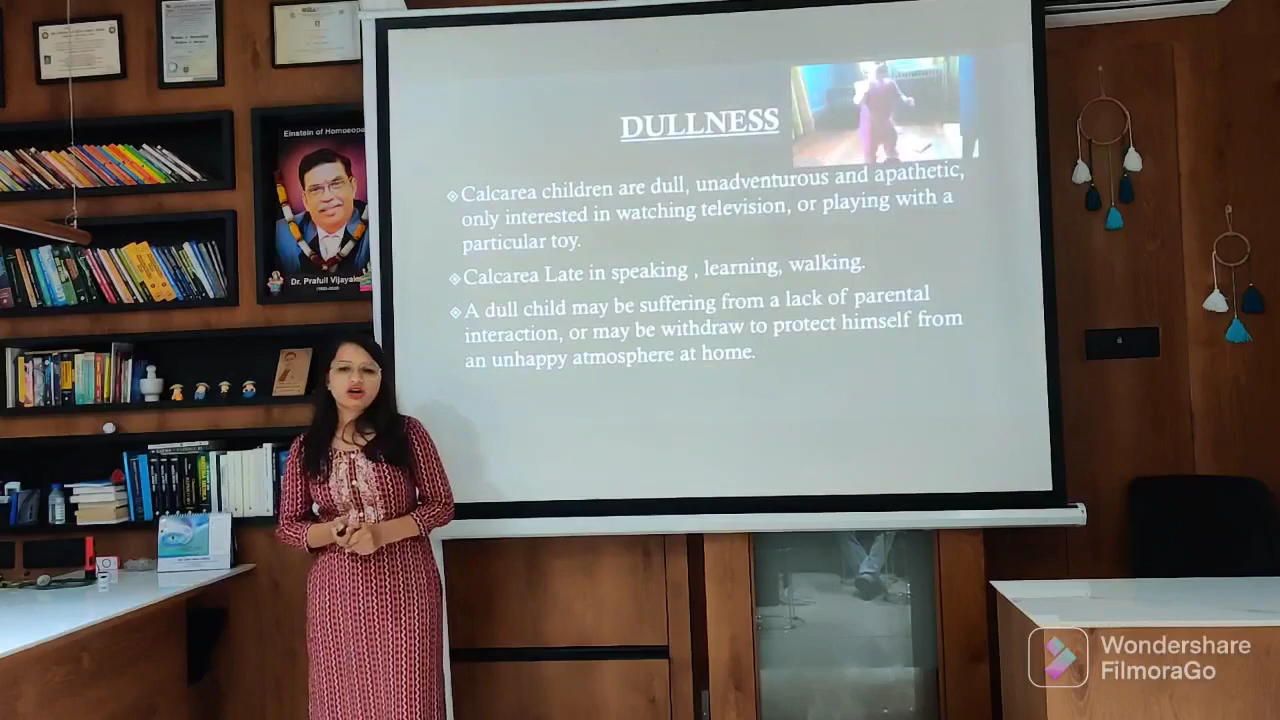 Einstein of Homoeopa
Dr. Prafull Vijayak
DULLNESS
❖Calcarea children are dull, unadventurous and apathetic,
only interested in watching television, or playing with a
particular toy.
❖Calcarea Late in speaking , learning, walking.
❖A dull child may be suffering from a lack of parental
interaction, or may be withdraw to protect himself from
an unhappy atmosphere at home.
Wondershare
FilmoraGo